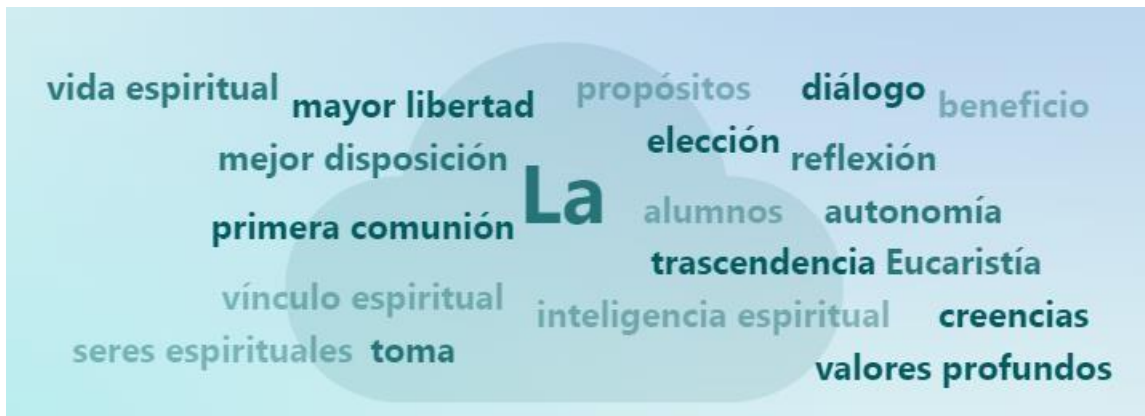 vida espiritual mayor libertad propósitos diálogo beneficio
mejor disposición elección reflexión
primera comunión La alumnos autonomía
trascendencia Eucaristía
vínculo espiritual inteligencia espiritual creencias
seres espirituales toma valores profundos